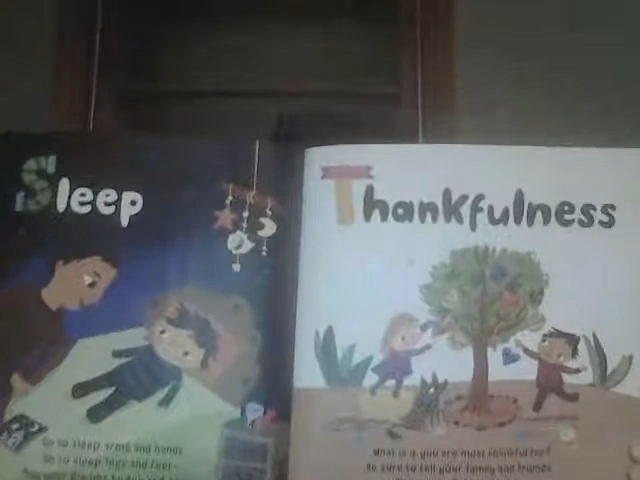 Sleep
Go to sleep arms and hands
Go to sleep legs and feet
Thankfulness
What is it you are most thankful for?
Be sure to tell your family and friends